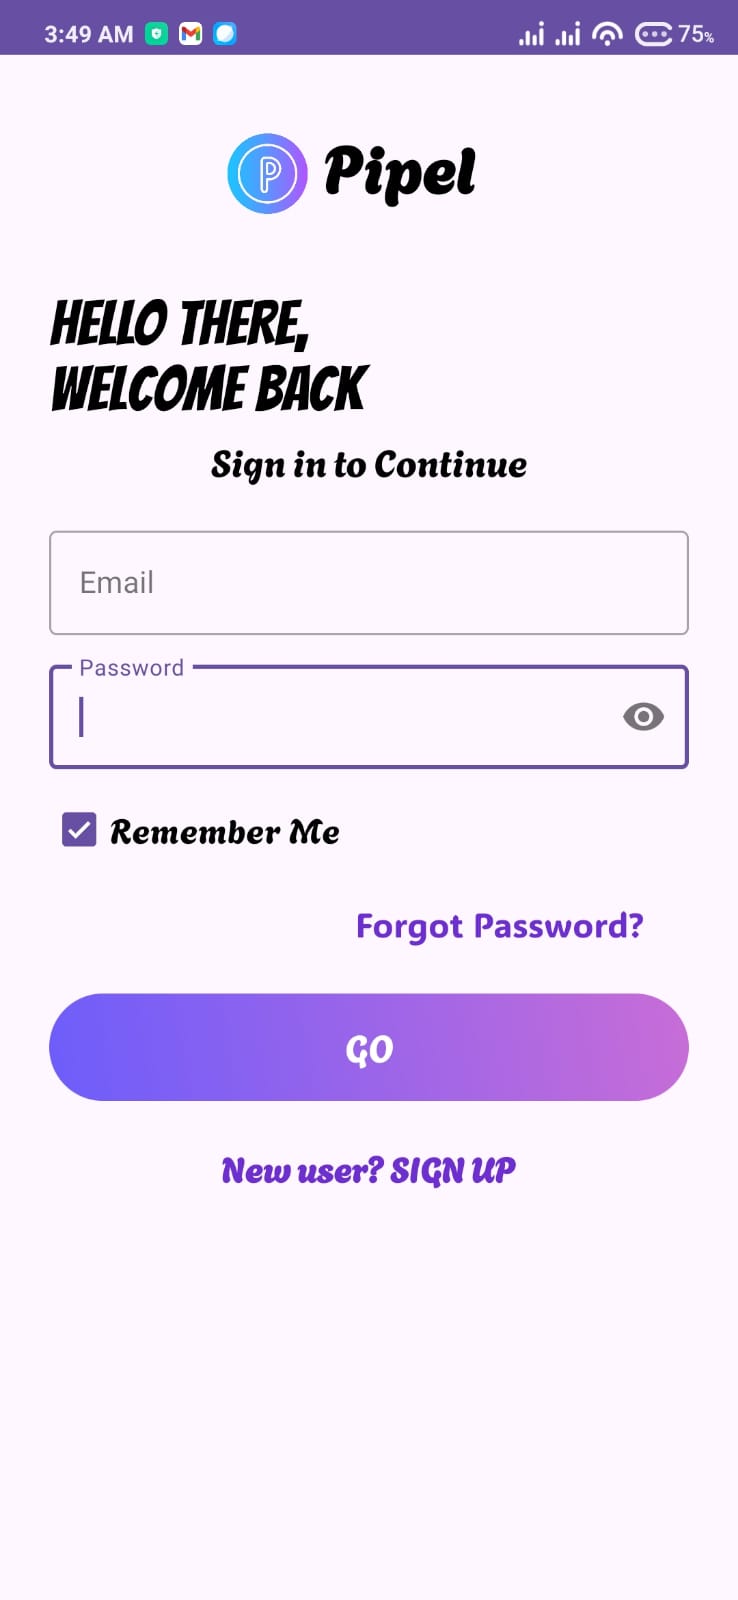 3:49 AM 75%
P Pipel
HELLO THERE,
WELCOME BACK
Sign in to Continue
Email
Password
Remember Me
Forgot Password?
GO
New user? SIGN UP